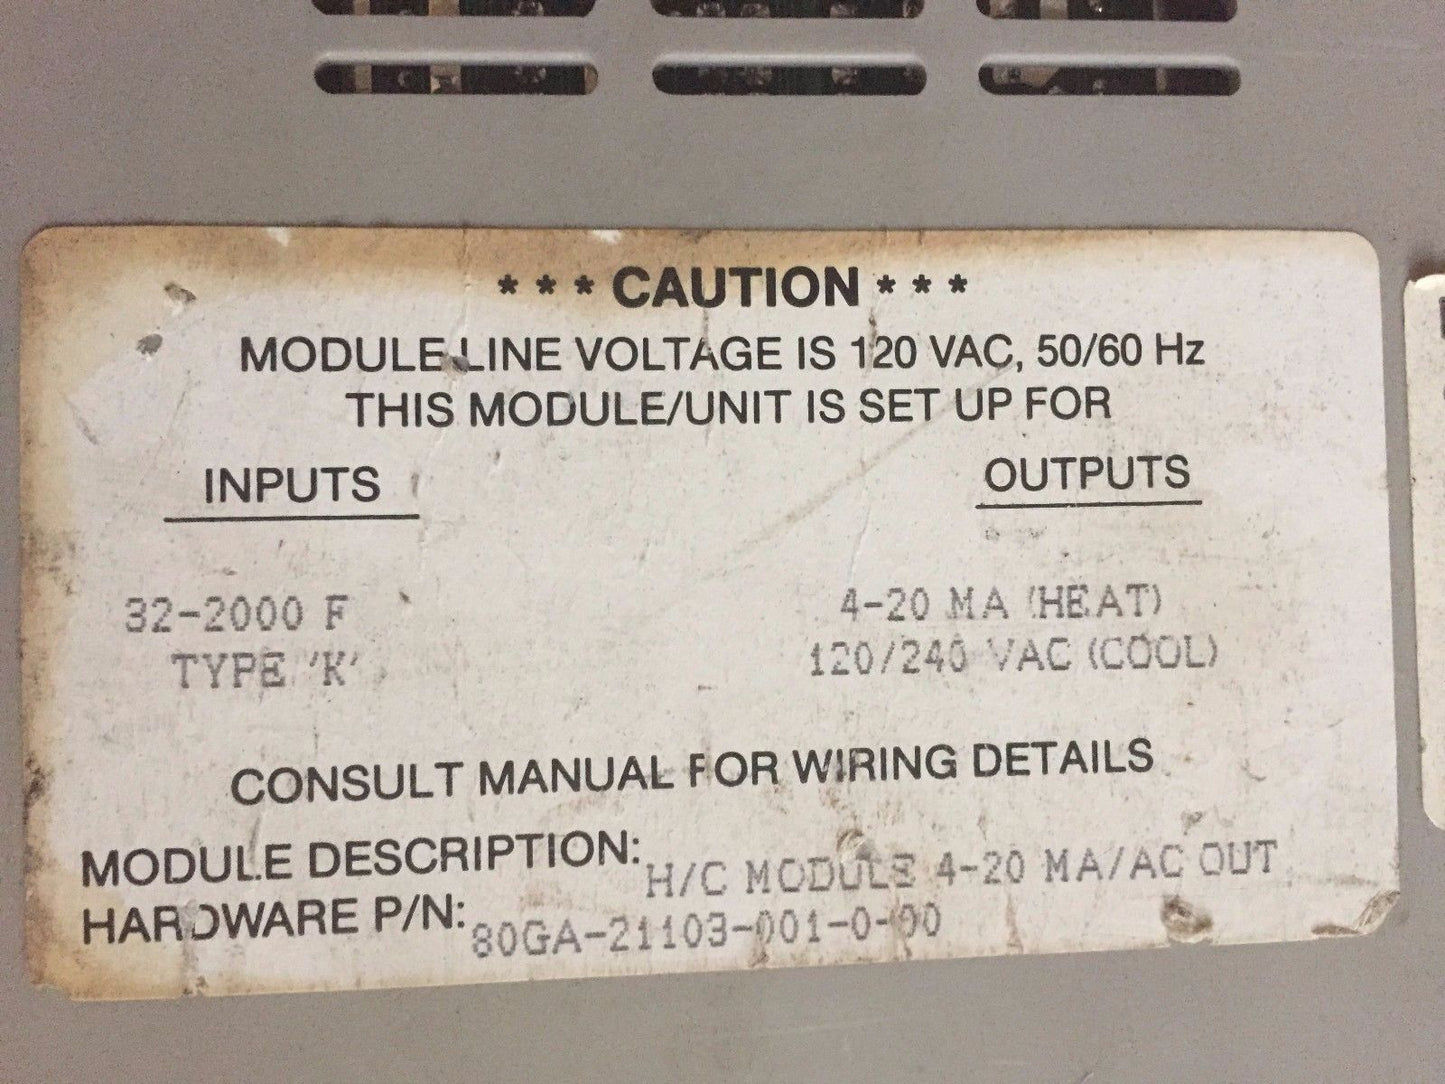 * * * CAUTION * * *
MODULE LINE VOLTAGE IS 120 VAC, 50/60 Hz
THIS MODULE/UNIT IS SET UP FOR
INPUTS OUTPUTS
32-2000 F 4-20 MA (HEAT)
TYPE 'K' 120/240 VAC (COOL)
CONSULT MANUAL FOR WIRING DETAILS
MODULE DESCRIPTION: H/C MODULE 4-20 MA/AC OUT
HARDWARE P/N: 80GA-21103-001-0-00